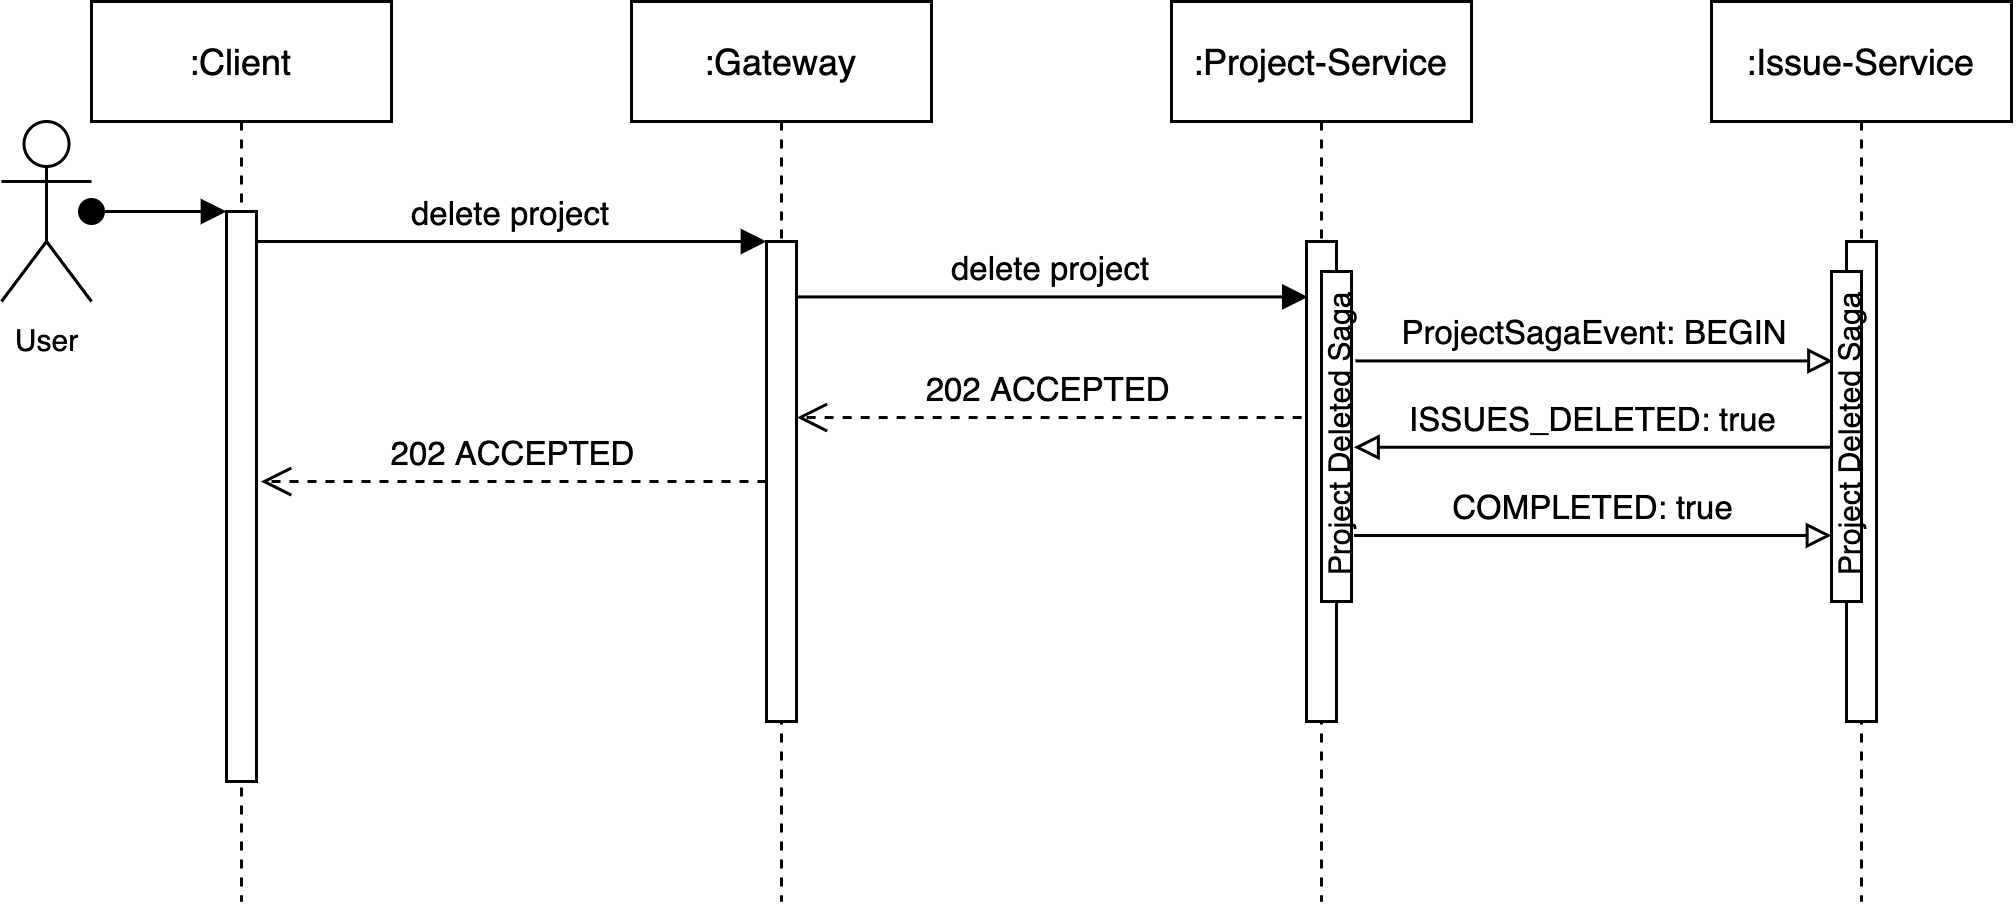 :Client
:Gateway
:Project-Service
:Issue-Service
User
delete project
delete project
ProjectSagaEvent: BEGIN
202 ACCEPTED
ISSUES_DELETED: true
202 ACCEPTED
COMPLETED: true
Project Deleted Saga
Project Deleted Saga